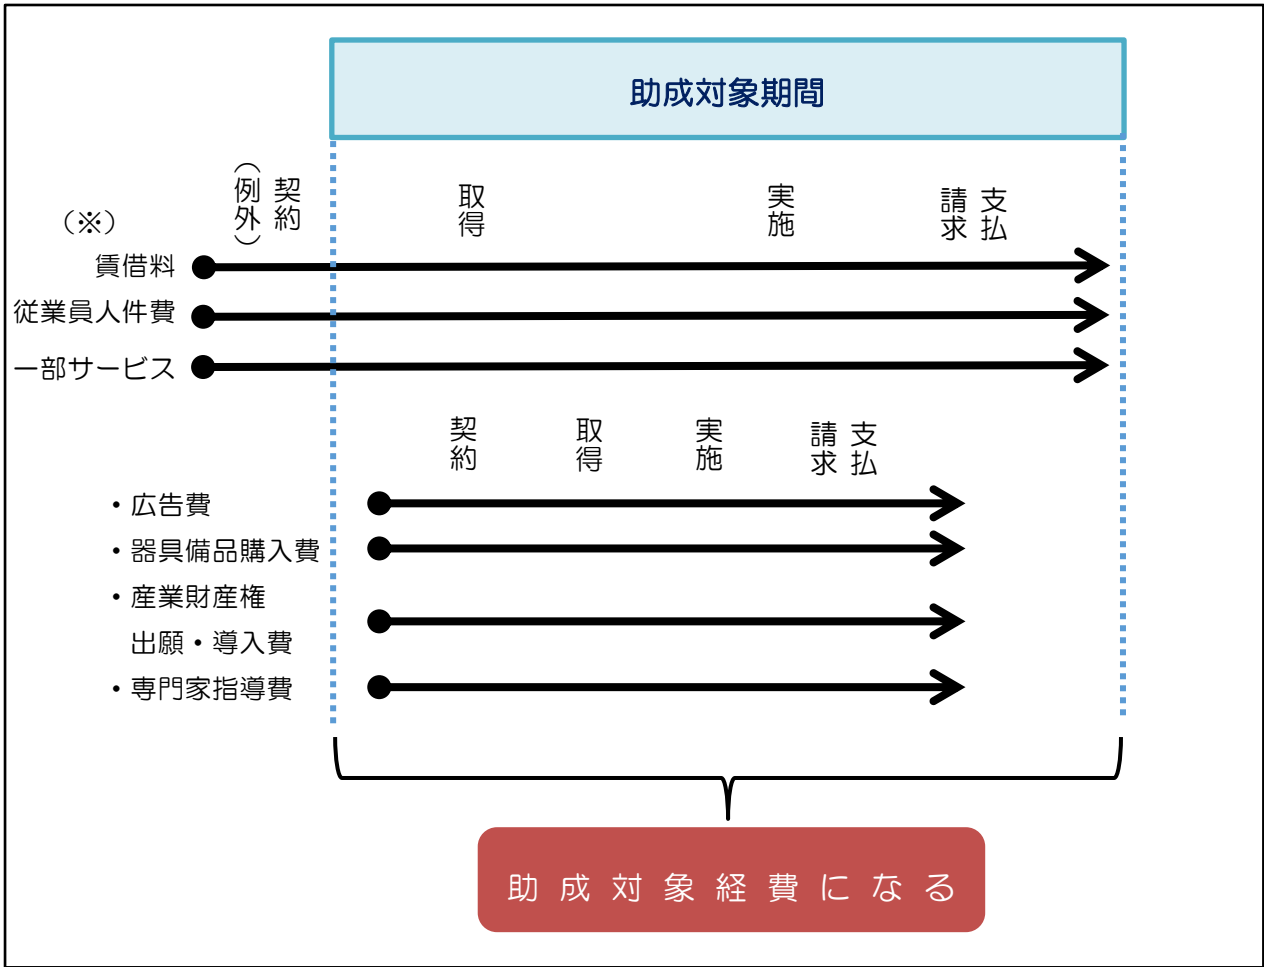 助成対象期間
契約
(例外)
取得
実施
支払
請求
(※)
賃借料
従業員人件費
一部サービス
契約
取得
実施
支払
請求
・広告費
・器具備品購入費
・産業財産権
出願・導入費
・専門家指導費
助成対象経費になる